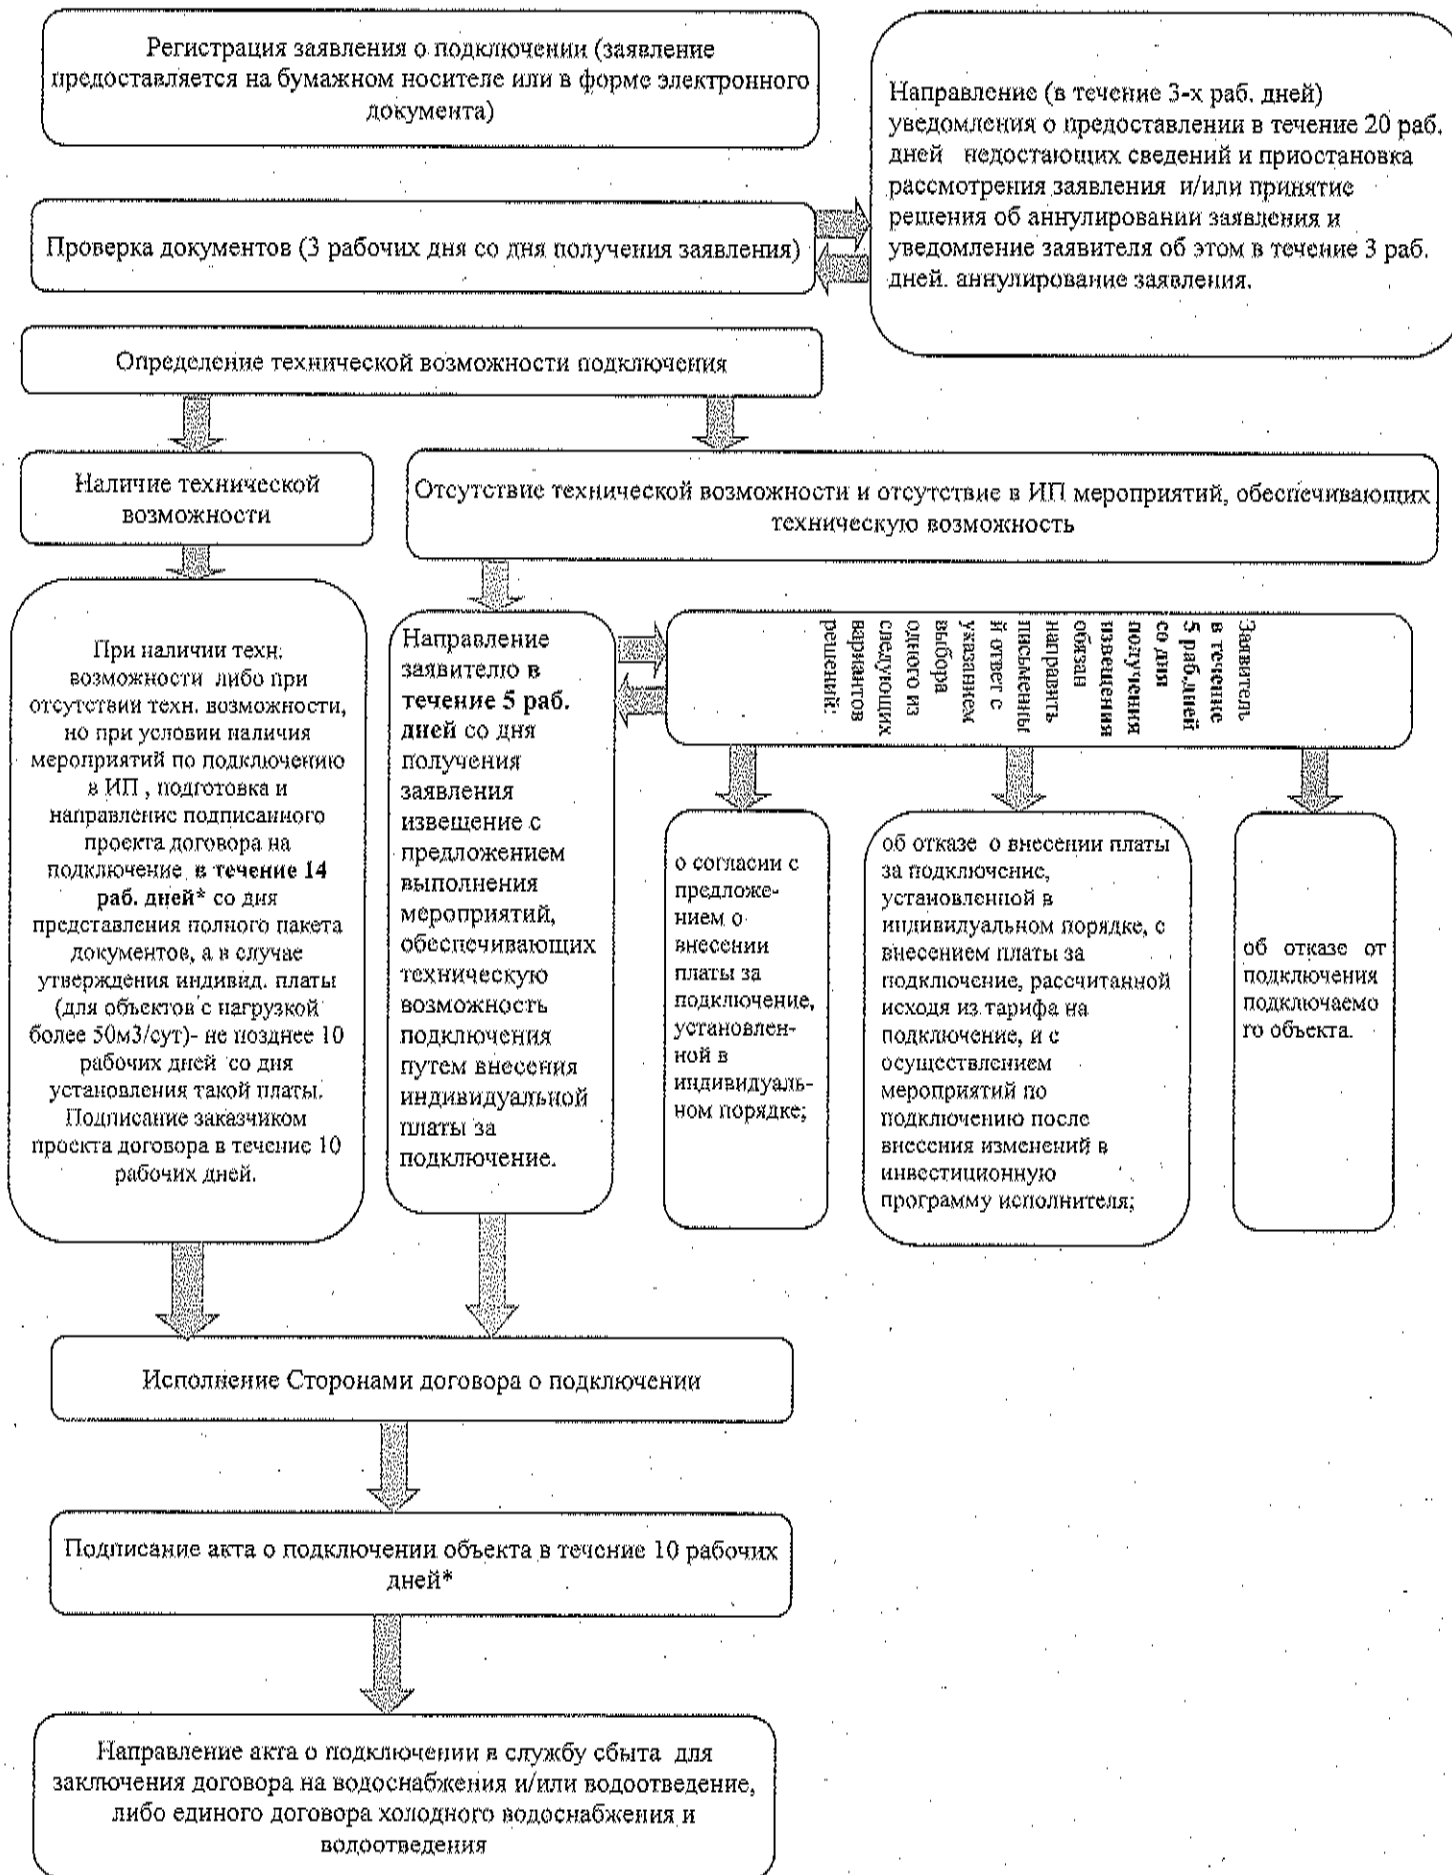 Регистрация заявления о подключении (заявление
предоставляется на бумажном носителе или в форме электронного
документа)
Направление (в течение 3-х раб. дней)
уведомления о предоставлении в течение 20 раб.
дней недостающих сведений и приостановка
рассмотрения заявления и/или принятие
решения об аннулировании заявления и
уведомление заявителя об этом в течение 3 раб.
дней. аннулирование заявления.
Проверка документов (3 рабочих дня со дня получения заявления)
Определение технической возможности подключения
Наличие технической
возможности
Отсутствие технической возможности и отсутствие в ИП мероприятий, обеспечивающих
техническую возможность
При наличии техн.
возможности либо при
отсутствии техн. возможности,
но при условии наличия
мероприятий по подключению
в ИП , подготовка и
направление подписанного
проекта договора на
подключение в течение 14
раб. дней* со дня
представления полного пакета
документов, а в случае
утверждения индивид. платы
(для объектов с нагрузкой
более 50м3/сут)- не позднее 10
рабочих дней со дня
установления такой платы.
Подписание заказчиком
проекта договора в течение 10
рабочих дней.
Направление
заявителю в
течение 5 раб.
дней со дня
получения
заявления
извещение с
предложением
выполнения
мероприятий,
обеспечивающих
техническую
возможность
подключения
путем внесения
индивидуальной
платы за
подключение.
Заявитель
в течение
5 раб.дней
со дня
получения
извещения
обязан
направить
письменны
й ответ с
указанием
выбора
одного из
следующих
вариантов
решений:
о согласии с
предложе-
нием о
внесении
платы за
подключение,
установлен-
ной в
индивидуаль-
ном порядке;
об отказе о внесении платы
за подключение,
установленной в
индивидуальном порядке, с
внесением платы за
подключение, рассчитанной
исходя из тарифа на
подключение, и с
осуществлением
мероприятий по
подключению после
внесения изменений в
инвестиционную
программу исполнителя;
об отказе от
подключения
подключаемо
го объекта.
Исполнение Сторонами договора о подключении
Подписание акта о подключении объекта в течение 10 рабочих
дней*
Направление акта о подключении в службу сбыта для
заключения договора на водоснабжения и/или водоотведение,
либо единого договора холодного водоснабжения и
водоотведения